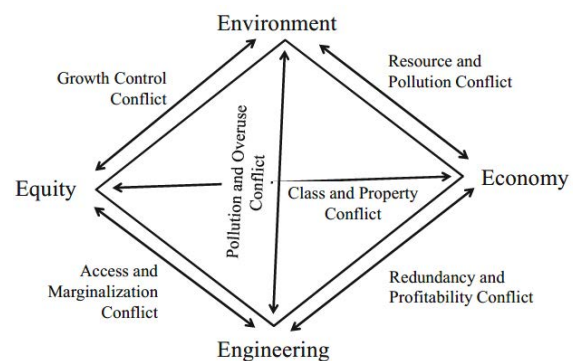 Environment
Growth Control
Conflict
Resource and
Pollution Conflict
Pollution and Overuse
Conflict
Equity
Economy
Class and Property
Conflict
Access and
Marginalization
Conflict
Redundancy and
Profitability Conflict
Engineering